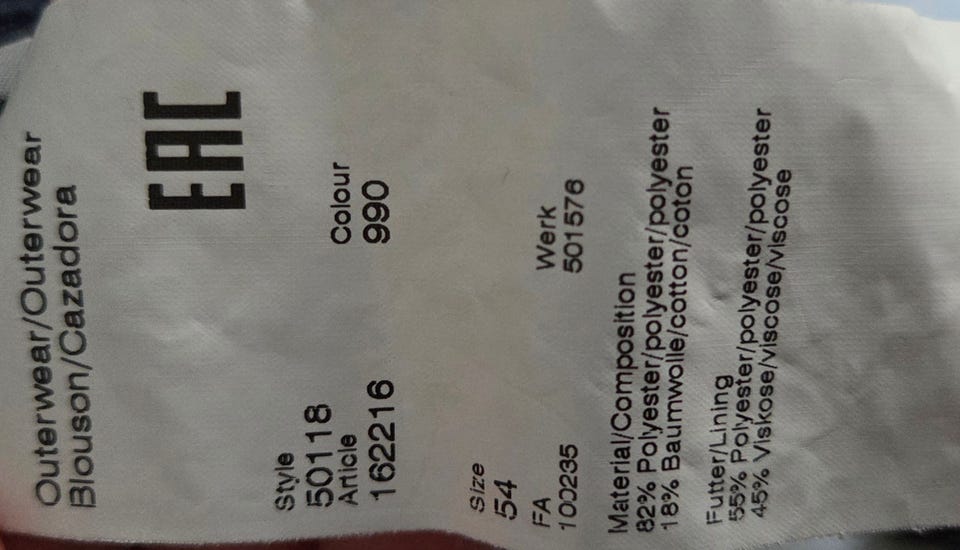 Outerwear/Outerwear
Blouson/Cazadora
EAC
Style
50118
Article Colour
162216 990
Size
54
FA Werk
100235 501576
Material/Composition
82% Polyester/polyester/polyester
18% Baumwolle/cotton/coton
Futter/Lining
55% Polyester/polyester/polyester
45% Viskose/viscose/viscose